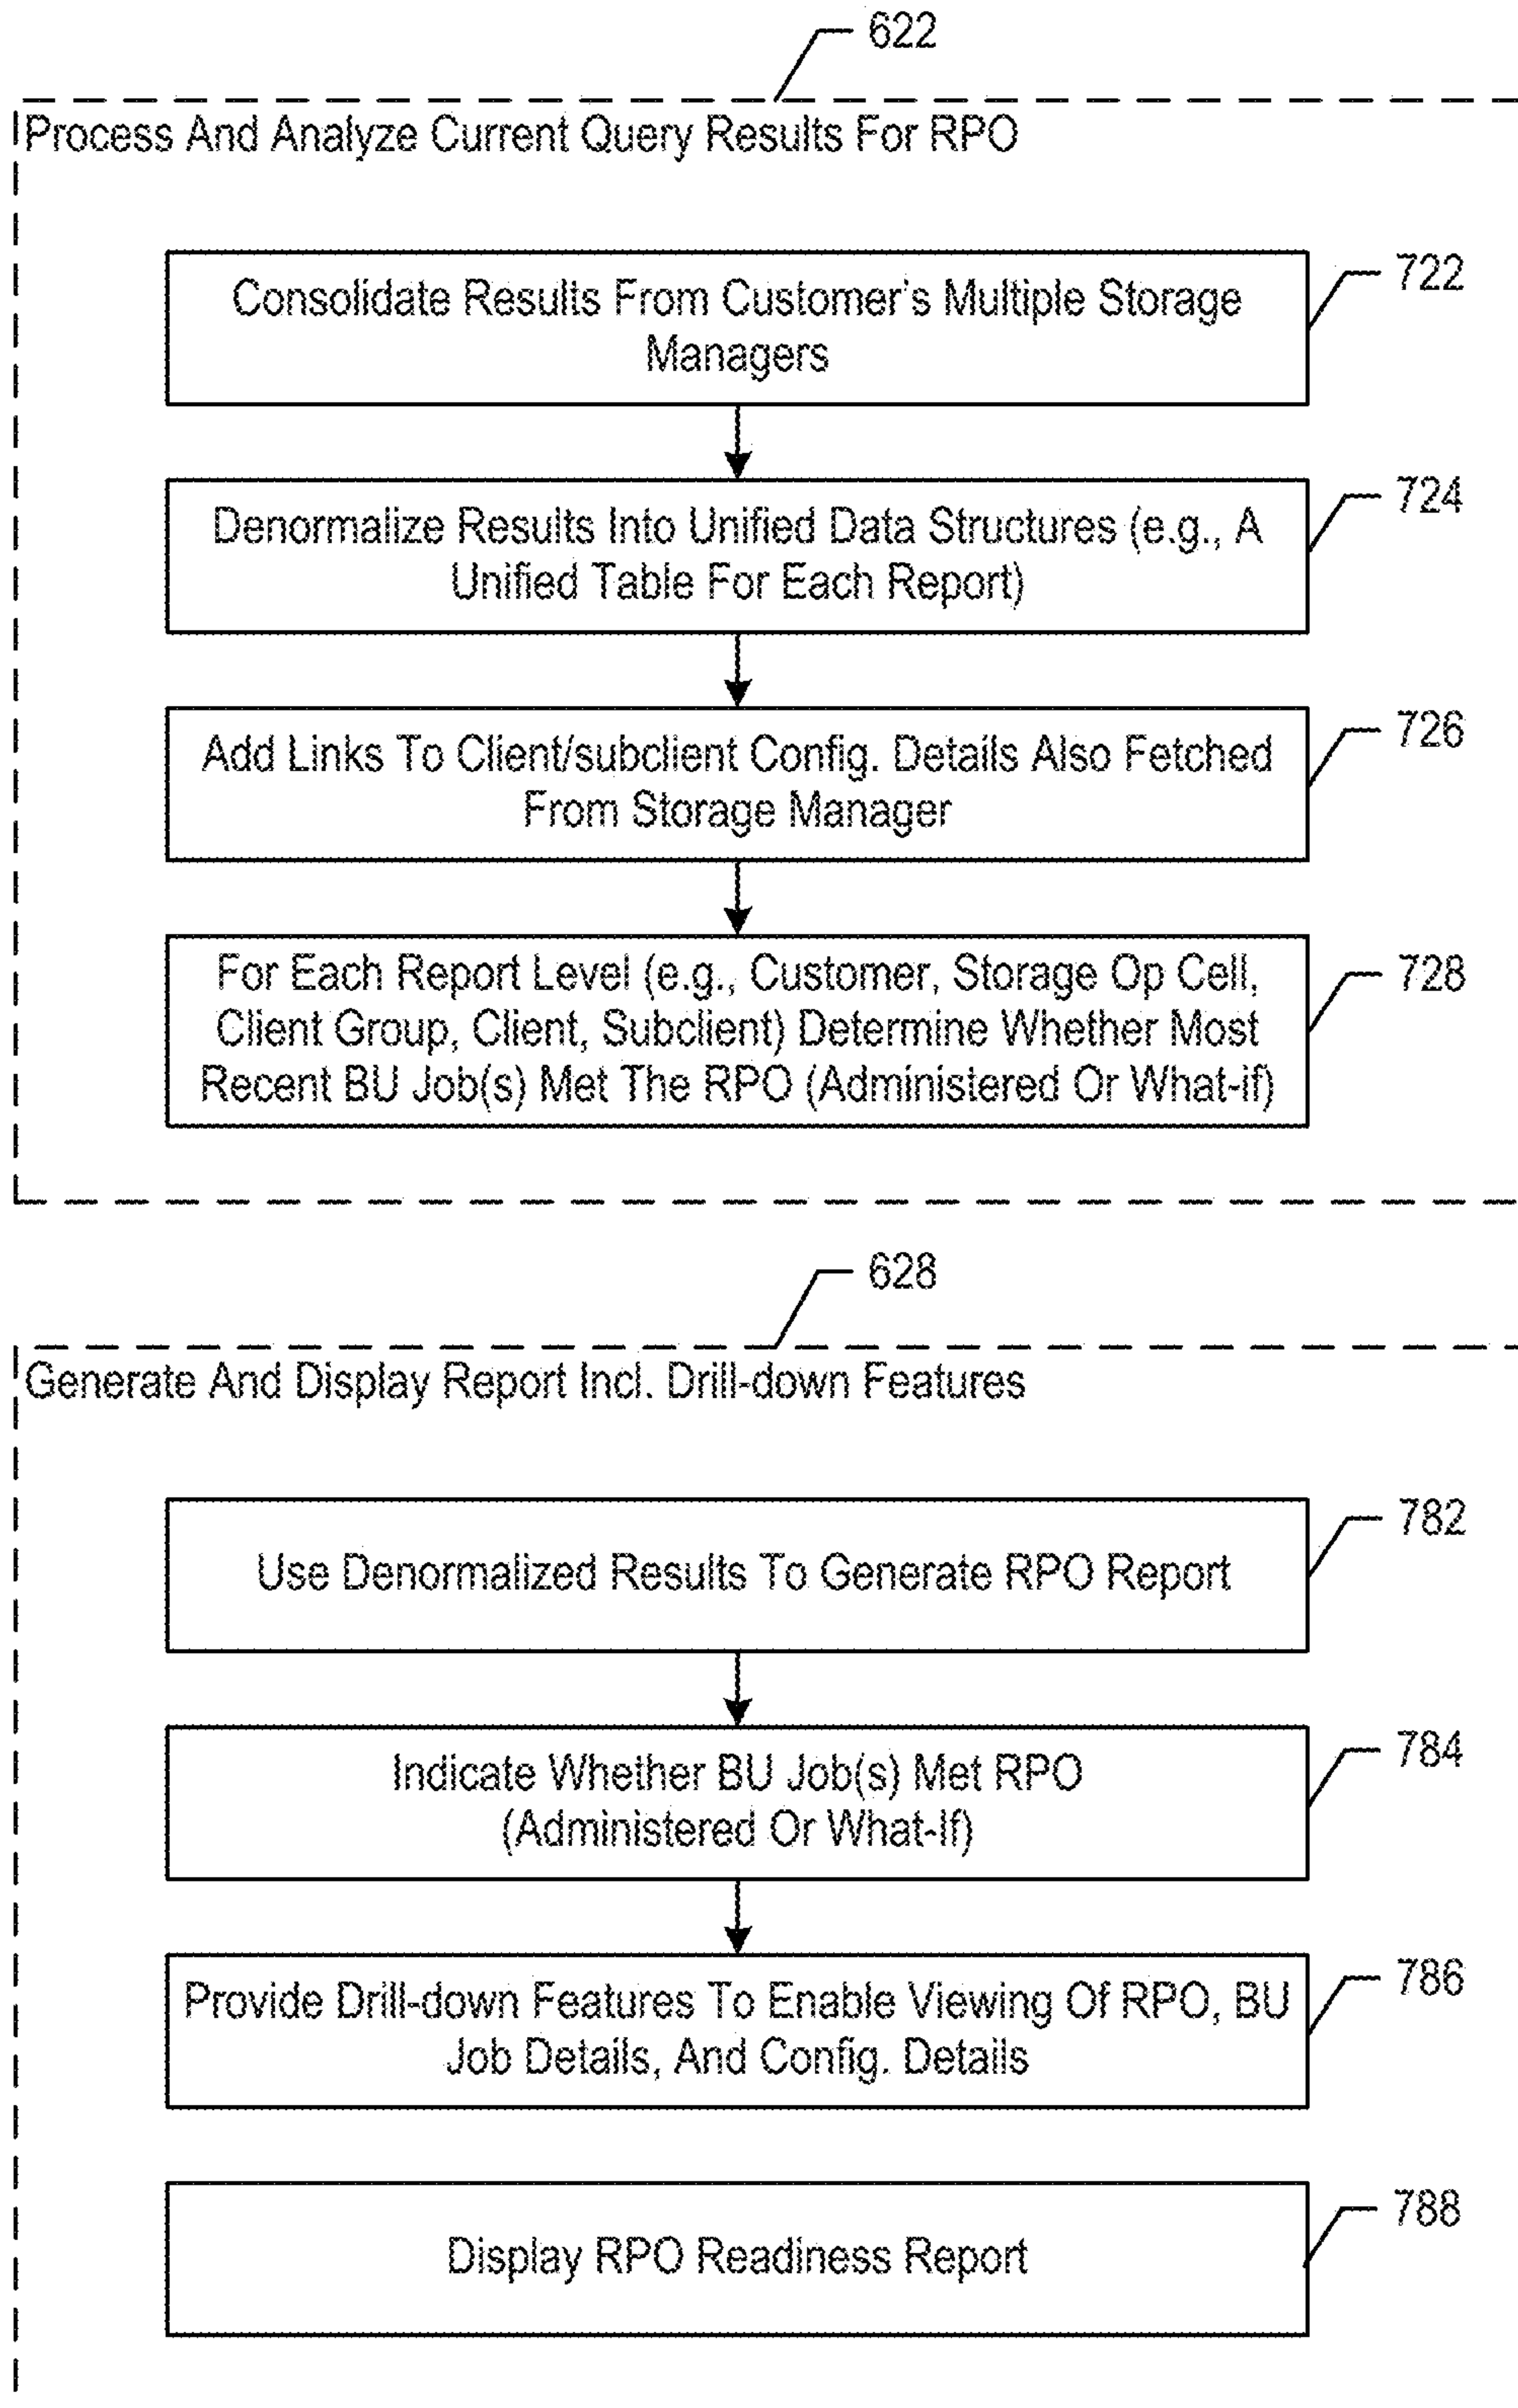 622
Process And Analyze Current Query Results For RPO
Consolidate Results From Customer's Multiple Storage
Managers
722
Denormalize Results Into Unified Data Structures (e.g., A
Unified Table For Each Report)
724
Add Links To Client/subclient Config. Details Also Fetched
From Storage Manager
726
For Each Report Level (e.g., Customer, Storage Op Cell,
Client Group, Client, Subclient) Determine Whether Most
Recent BU Job(s) Met The RPO (Administered Or What-if)
728
628
Generate And Display Report Incl. Drill-down Features
Use Denormalized Results To Generate RPO Report
782
Indicate Whether BU Job(s) Met RPO
(Administered Or What-If)
784
Provide Drill-down Features To Enable Viewing Of RPO, BU
Job Details, And Config. Details
786
Display RPO Readiness Report
788